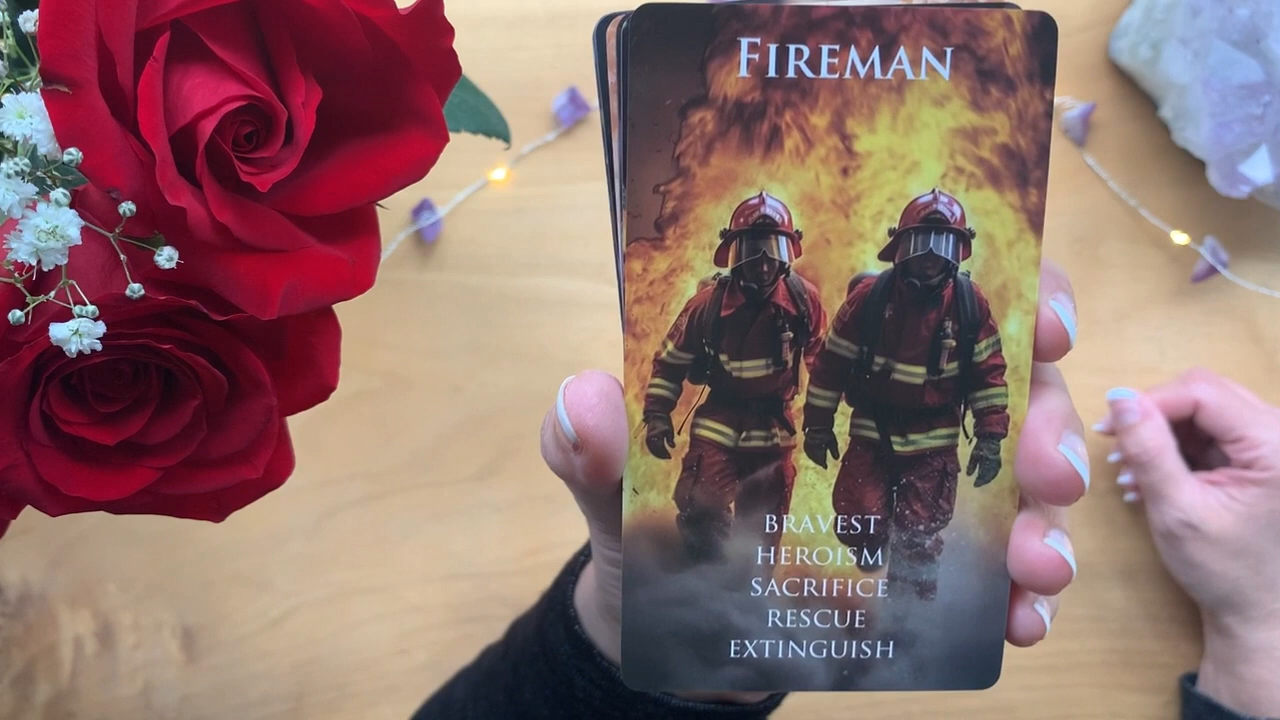 FIREMAN
BRAVEST
HEROISM
SACRIFICE
RESCUE
EXTINGUISH